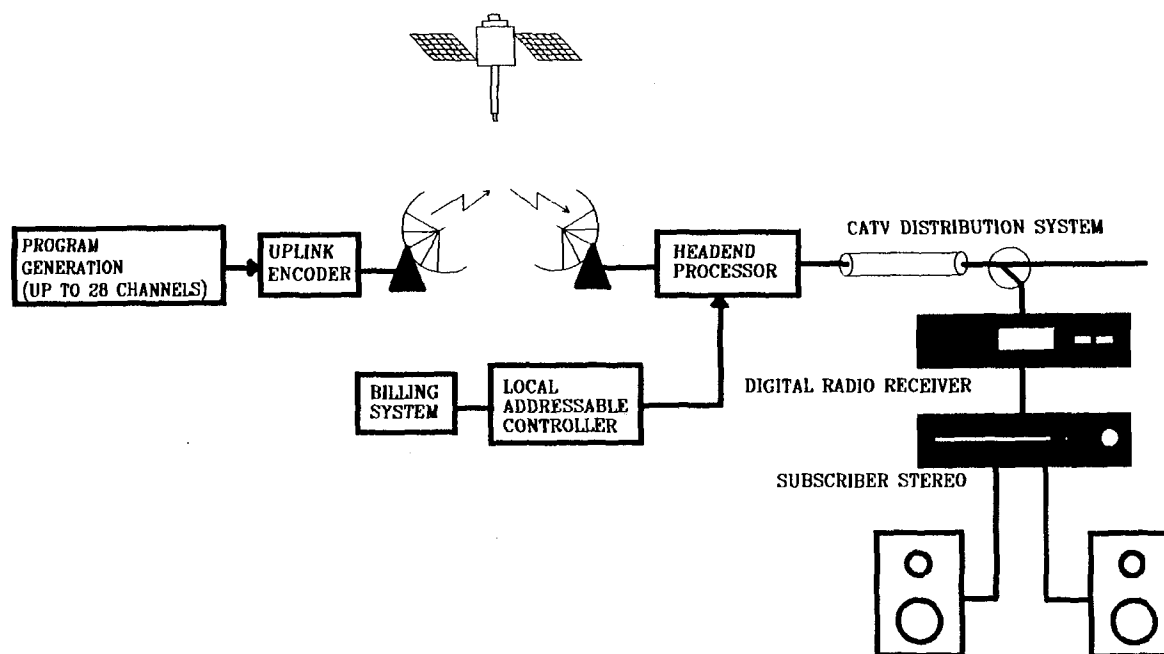 PROGRAM
GENERATION
(UP TO 28 CHANNELS)
UPLINK
ENCODER
HEADEND
PROCESSOR
CATV DISTRIBUTION SYSTEM
BILLING
SYSTEM
LOCAL
ADDRESSABLE
CONTROLLER
DIGITAL RADIO RECEIVER
SUBSCRIBER STEREO